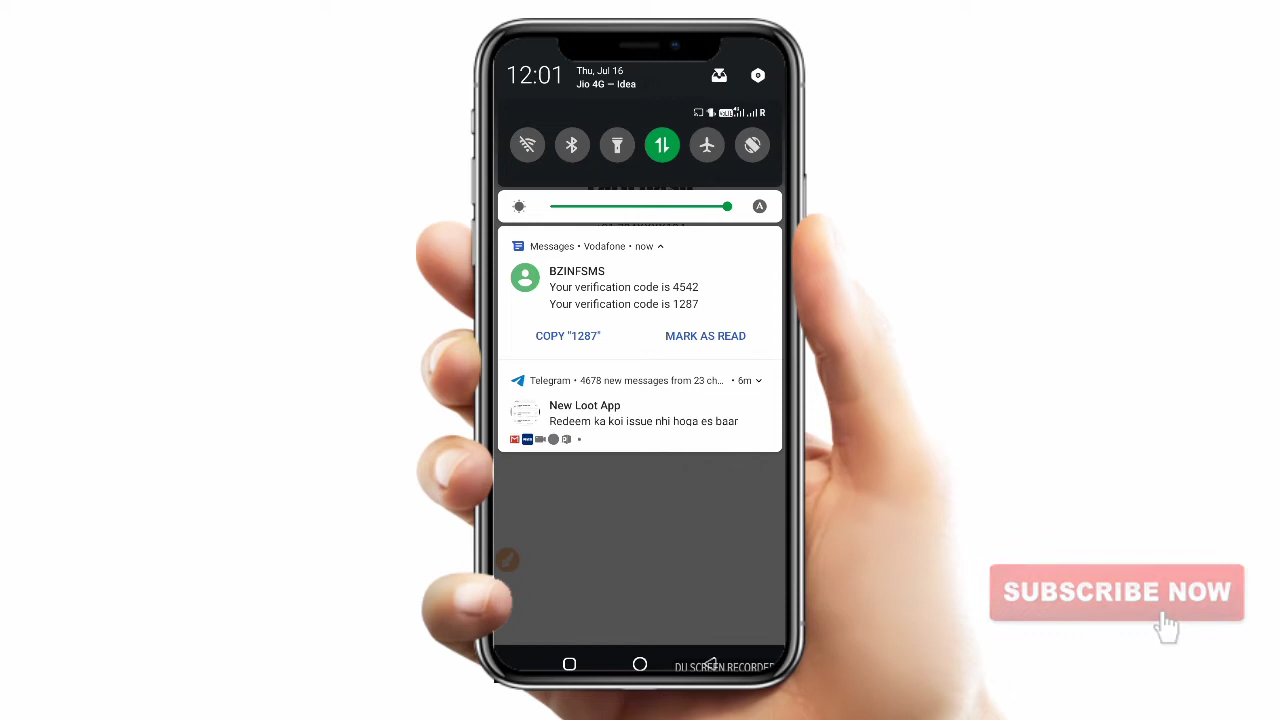 12:01
Thu, Jul 16
Jio 4G — Idea
R
A
Messages • Vodafone • now
BZINFSMS
Your verification code is 4542
Your verification code is 1287
COPY "1287"
MARK AS READ
Telegram • 4678 new messages from 23 ch... • 6m
New Loot App
Redeem ka koi issue nhi hoga es baar
SUBSCRIBE NOW
DU SCREEN RECORDER